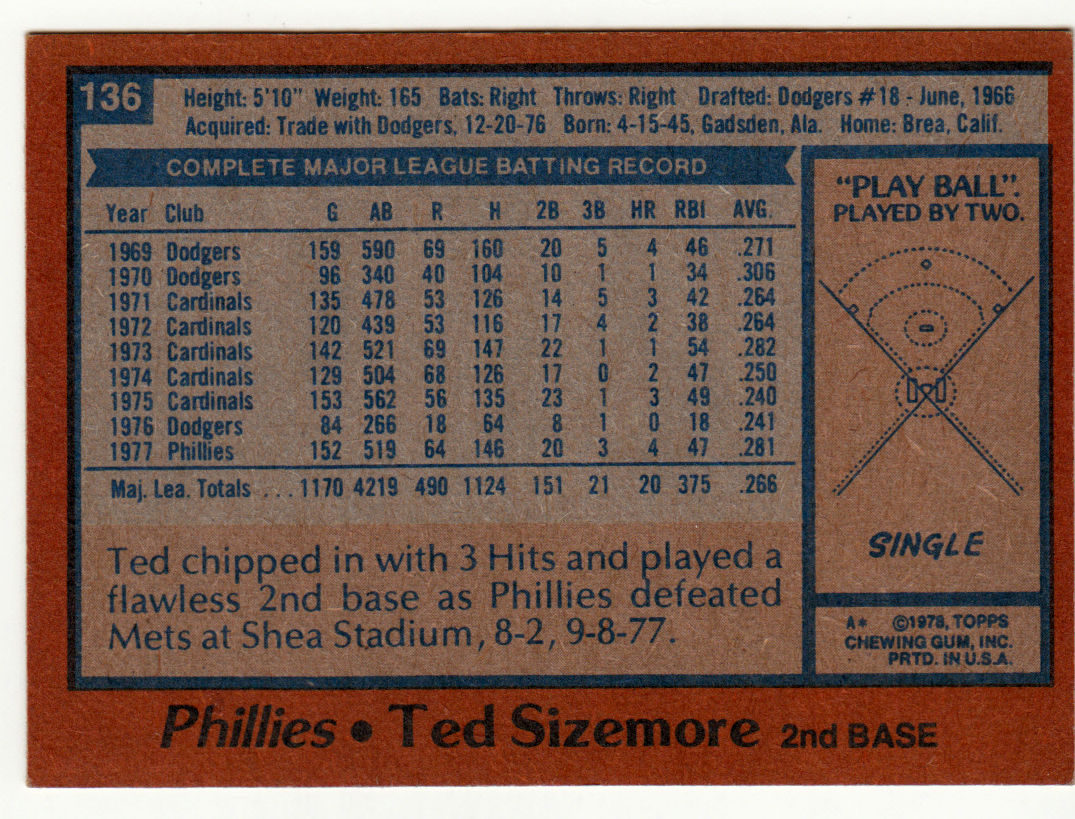 136
Height: 5'10" Weight: 165 Bats: Right Throws: Right Drafted: Dodgers #18 - June, 1966
Acquired: Trade with Dodgers, 12-20-76 Born: 4-15-45, Gadsden, Ala. Home: Brea, Calif.
COMPLETE MAJOR LEAGUE BATTING RECORD
Year Club G AB R H 2B 3B HR RBI AVG.
1969 Dodgers 159 590 69 160 20 5 4 46 .271
1970 Dodgers 96 340 40 104 10 1 1 34 .306
1971 Cardinals 135 478 53 126 14 5 3 42 .264
1972 Cardinals 120 439 53 116 17 4 2 38 .264
1973 Cardinals 142 521 69 147 22 1 1 54 .282
1974 Cardinals 129 504 68 126 17 0 2 47 .250
1975 Cardinals 153 562 56 135 23 1 3 49 .240
1976 Dodgers 84 266 18 64 8 1 0 18 .241
1977 Phillies 152 519 64 146 20 3 4 47 .281
Maj. Lea. Totals ... 1170 4219 490 1124 151 21 20 375 .266
Ted chipped in with 3 Hits and played a
flawless 2nd base as Phillies defeated
Mets at Shea Stadium, 8-2, 9-8-77.
"PLAY BALL".
PLAYED BY TWO.
SINGLE
A* ©1978, TOPPS
CHEWING GUM, INC.
PRTD. IN U.S.A.
Phillies • Ted Sizemore 2nd BASE